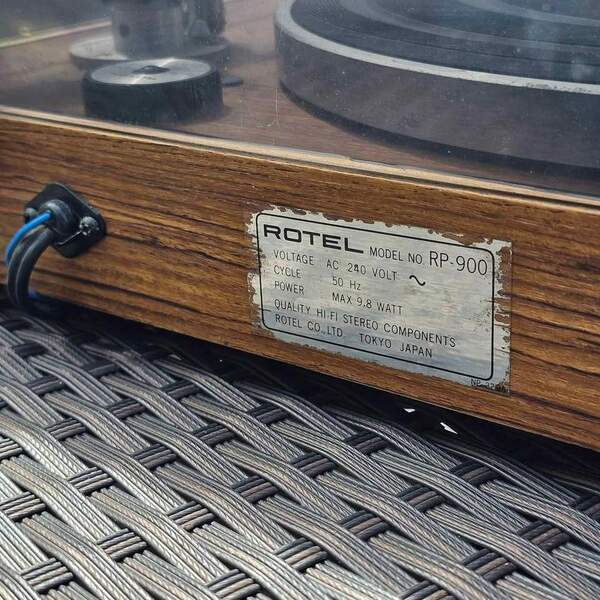 ROTEL MODEL NO. RP-900
VOLTAGE AC 240 VOLT ~
CYCLE 50 Hz
POWER MAX 9.8 WATT
QUALITY HI-FI STEREO COMPONENTS
ROTEL CO., LTD. TOKYO JAPAN